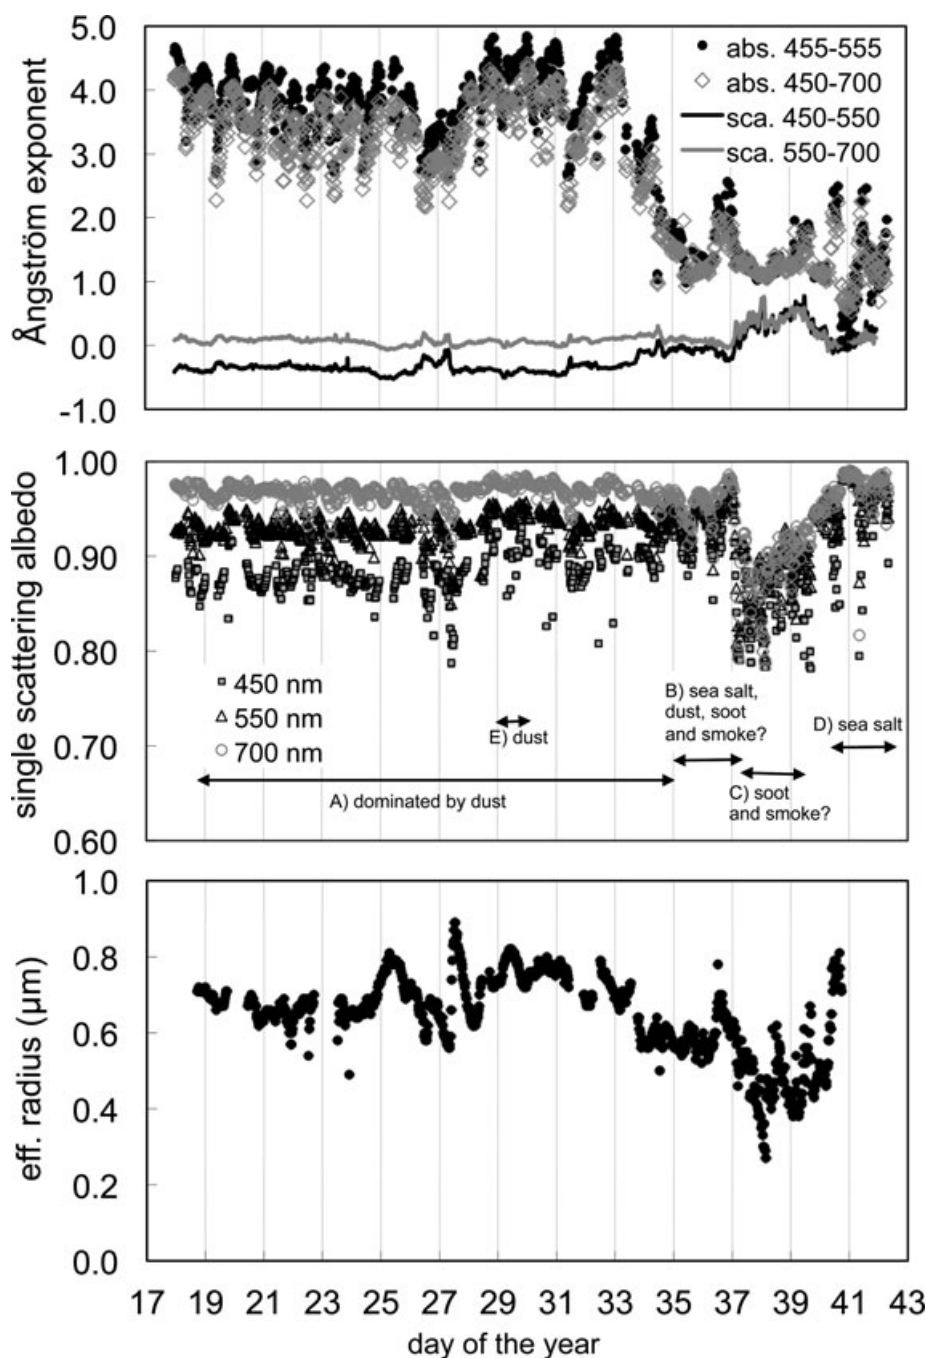 5.0
4.0
3.0
2.0
1.0
0.0
-1.0
Ångström exponent
abs. 455-555
abs. 450-700
sca. 450-550
sca. 550-700
1.00
0.90
0.80
0.70
0.60
single scattering albedo
450 nm
550 nm
700 nm
E) dust
A) dominated by dust
B) sea salt,
dust, soot
and smoke?
C) soot
and smoke?
D) sea salt
1.0
0.8
0.6
0.4
0.2
0.0
eff. radius (µm)
17 19 21 23 25 27 29 31 33 35 37 39 41 43
day of the year